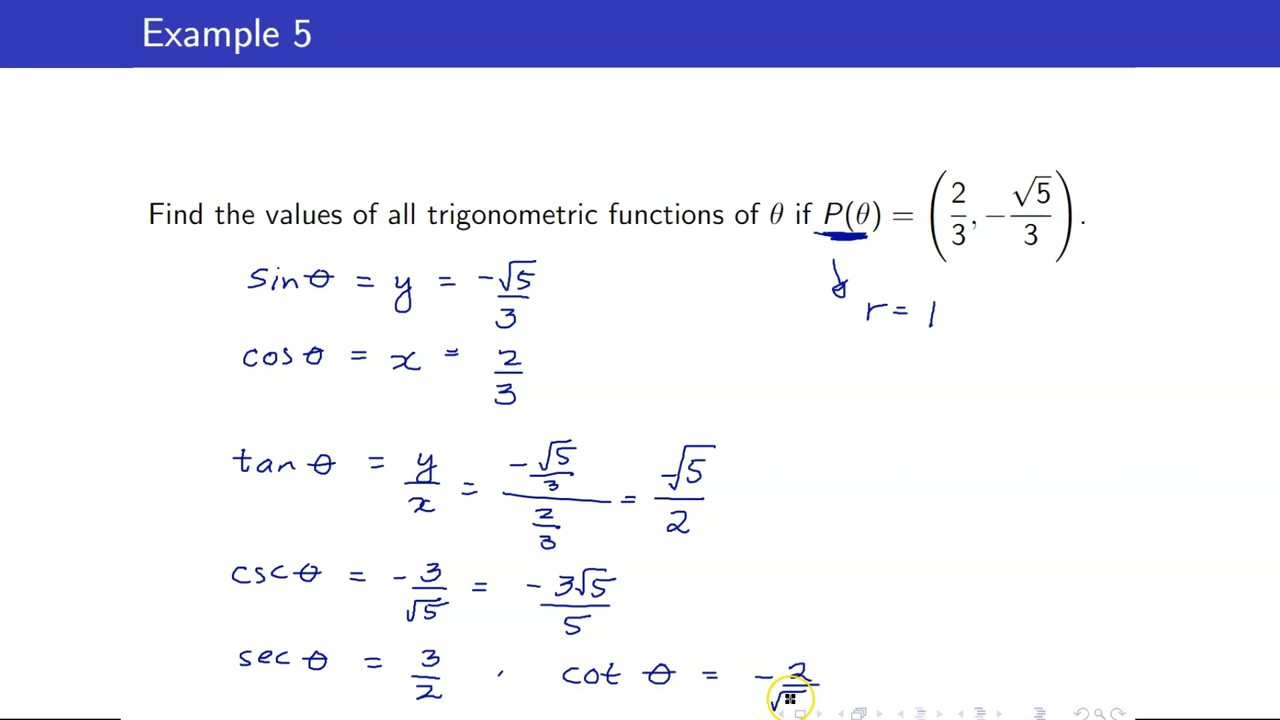 Example 5
Find the values of all trigonometric functions of θ if P(θ) = (2/3, −√5/3).
r = 1
sin θ = y = −√5/3
cos θ = x = 2/3
tan θ = y/x = (−√5/3)/(2/3) = −√5/2
csc θ = −3/√5 = −3√5/5
sec θ = 3/2 , cot θ = −2/√